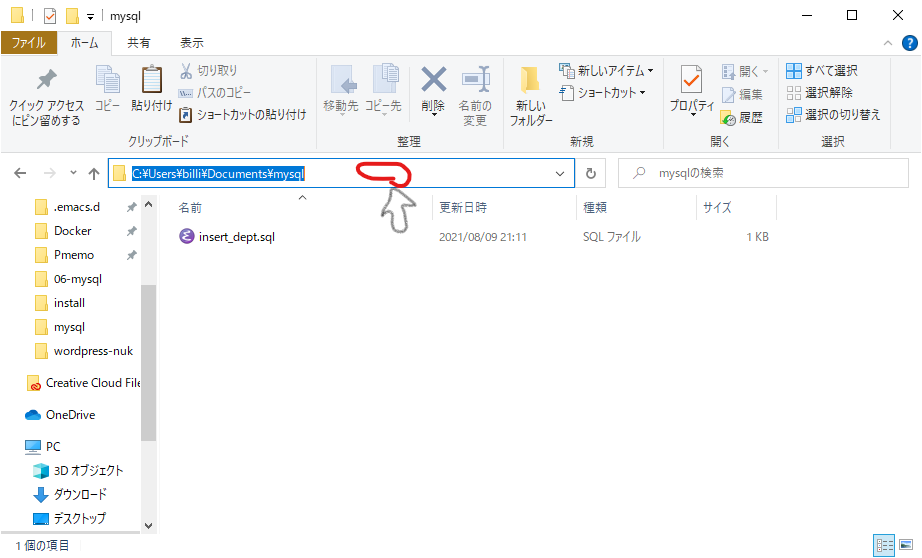 mysql
ファイル ホーム 共有 表示
クイック アクセス
にピン留めする
コピー
貼り付け
切り取り
パスのコピー
ショートカットの貼り付け
クリップボード
移動先
コピー先
削除
名前の
変更
整理
新しい
フォルダー
新しいアイテム
ショートカット
新規
プロパティ
開く
編集
履歴
開く
すべて選択
選択解除
選択の切り替え
選択
C:¥Users¥billi¥Documents¥mysql
mysqlの検索
名前 更新日時 種類 サイズ
insert_dept.sql 2021/08/09 21:11 SQL ファイル 1 KB
.emacs.d
Docker
Pmemo
06-mysql
install
mysql
wordpress-nuk
Creative Cloud File
OneDrive
PC
3D オブジェクト
ダウンロード
デスクトップ
1 個の項目